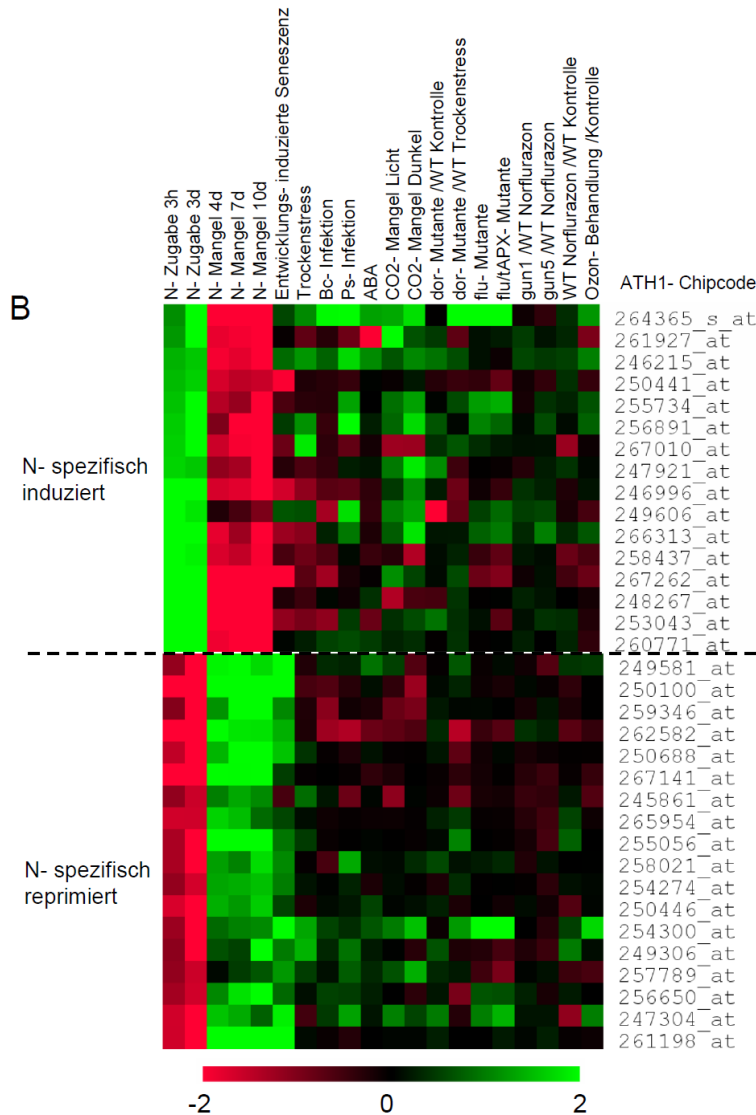 N- Zugabe 3h
N- Zugabe 3d
N- Mangel 4d
N- Mangel 7d
N- Mangel 10d
Entwicklungs- induzierte Seneszenz
Trockenstress
Bc- Infektion
Ps- Infektion
ABA
CO2- Mangel Licht
CO2- Mangel Dunkel
dor- Mutante /WT Kontrolle
dor- Mutante /WT Trockenstress
flu- Mutante
flu/tAPX- Mutante
gun1 /WT Norflurazon
gun5 /WT Norflurazon
WT Norflurazon /WT Kontrolle
Ozon- Behandlung /Kontrolle
ATH1- Chipcode
B
264365_s_at
261927_at
246215_at
250441_at
255734_at
256891_at
267010_at
247921_at
246996_at
249606_at
266313_at
258437_at
267262_at
248267_at
253043_at
260771_at
N- spezifisch
induziert
249581_at
250100_at
259346_at
262582_at
250688_at
267141_at
245861_at
265954_at
255056_at
258021_at
254274_at
250446_at
254300_at
249306_at
257789_at
256650_at
247304_at
261198_at
N- spezifisch
reprimiert
-2
0
2